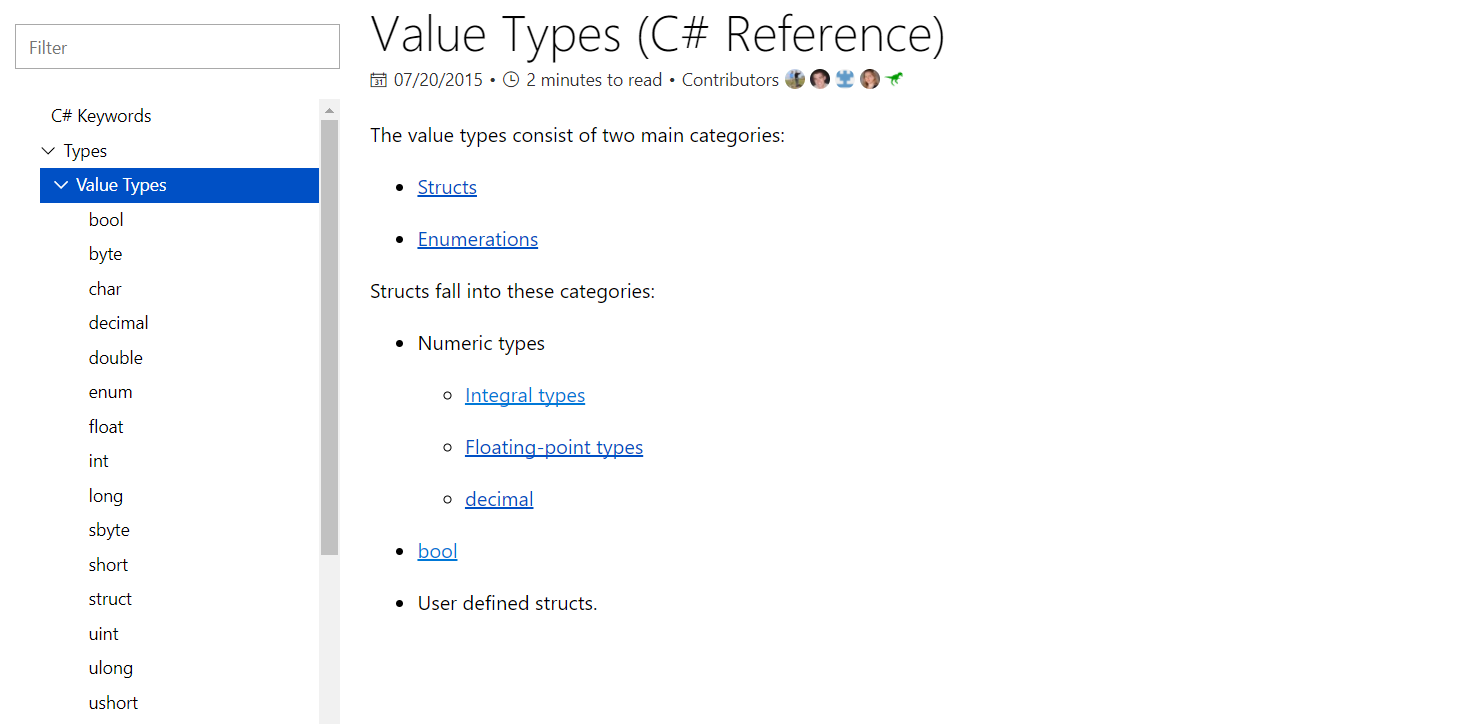 Filter
C# Keywords
Types
Value Types
bool
byte
char
decimal
double
enum
float
int
long
sbyte
short
struct
uint
ulong
ushort
Value Types (C# Reference)
07/20/2015 • 2 minutes to read • Contributors
The value types consist of two main categories:
• Structs
• Enumerations
Structs fall into these categories:
• Numeric types
○ Integral types
○ Floating-point types
○ decimal
• bool
• User defined structs.